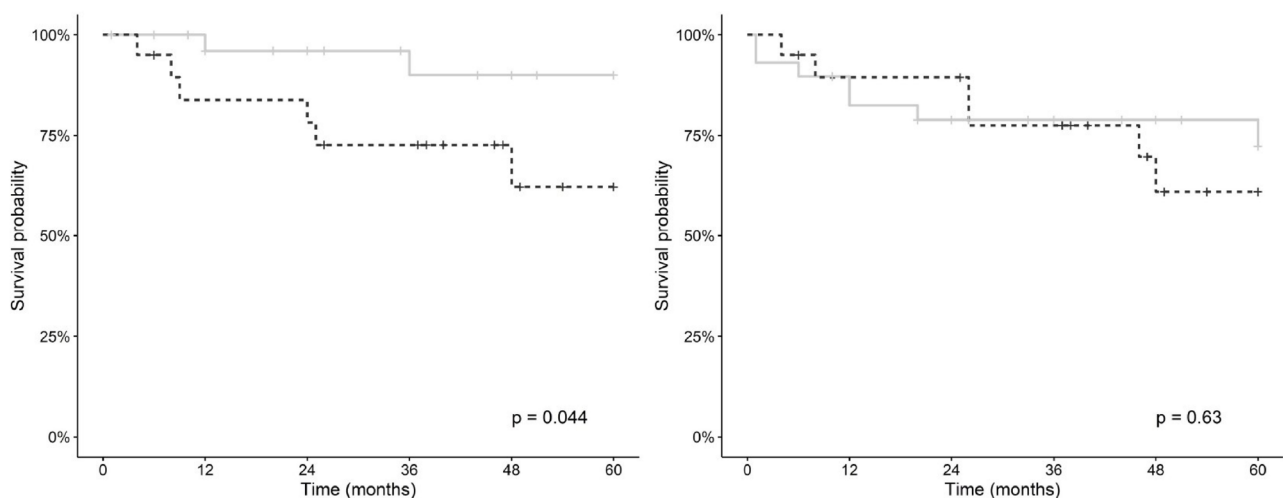 Survival probability
100%
75%
50%
25%
0%
p = 0.044
0 12 24 36 48 60
Time (months)
Survival probability
100%
75%
50%
25%
0%
p = 0.63
0 12 24 36 48 60
Time (months)